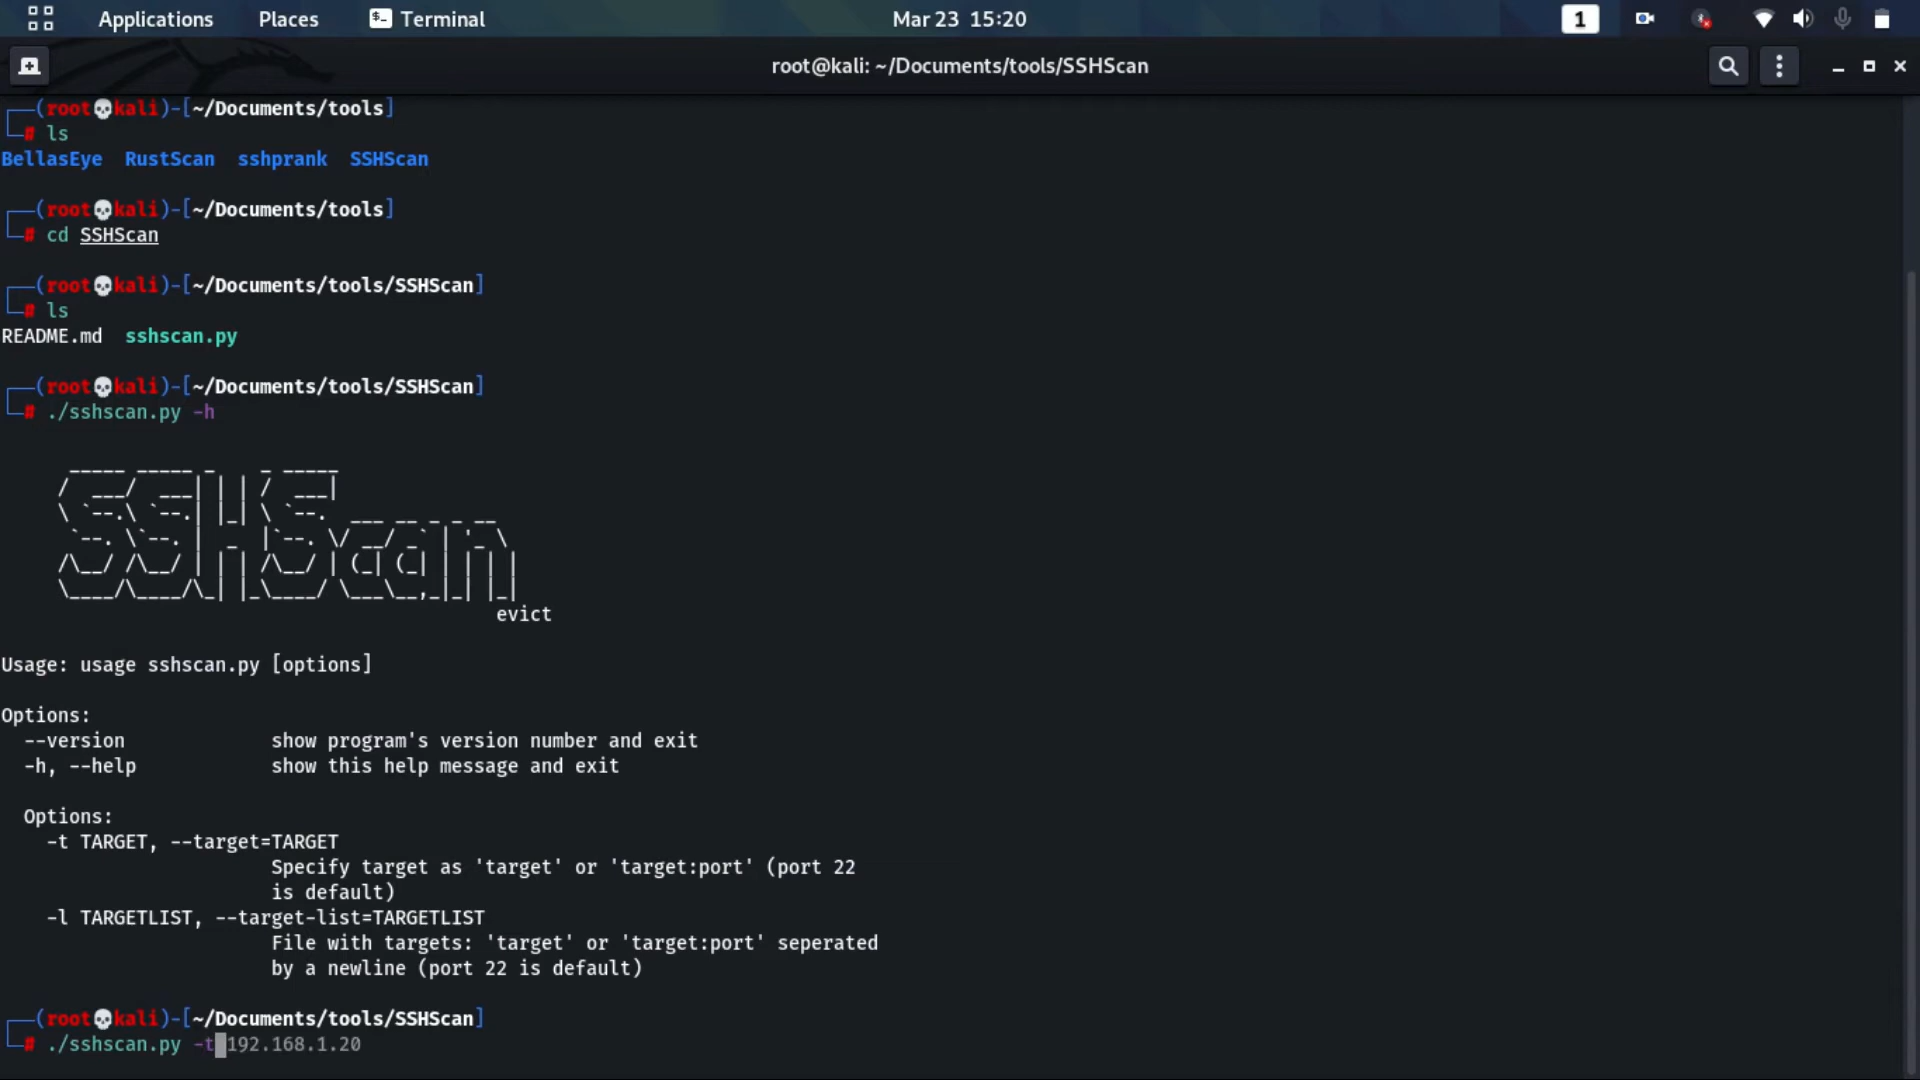 Applications Places Terminal Mar 23 15:20 1
root@kali: ~/Documents/tools/SSHScan
┌──(root💀kali)-[~/Documents/tools]
└─# ls
BellasEye RustScan sshprank SSHScan
┌──(root💀kali)-[~/Documents/tools]
└─# cd SSHScan
┌──(root💀kali)-[~/Documents/tools/SSHScan]
└─# ls
README.md sshscan.py
┌──(root💀kali)-[~/Documents/tools/SSHScan]
└─# ./sshscan.py -h
SSHScan
evict
Usage: usage sshscan.py [options]
Options:
--version show program's version number and exit
-h, --help show this help message and exit
Options:
-t TARGET, --target=TARGET
Specify target as 'target' or 'target:port' (port 22
is default)
-l TARGETLIST, --target-list=TARGETLIST
File with targets: 'target' or 'target:port' seperated
by a newline (port 22 is default)
┌──(root💀kali)-[~/Documents/tools/SSHScan]
└─# ./sshscan.py -t 192.168.1.20